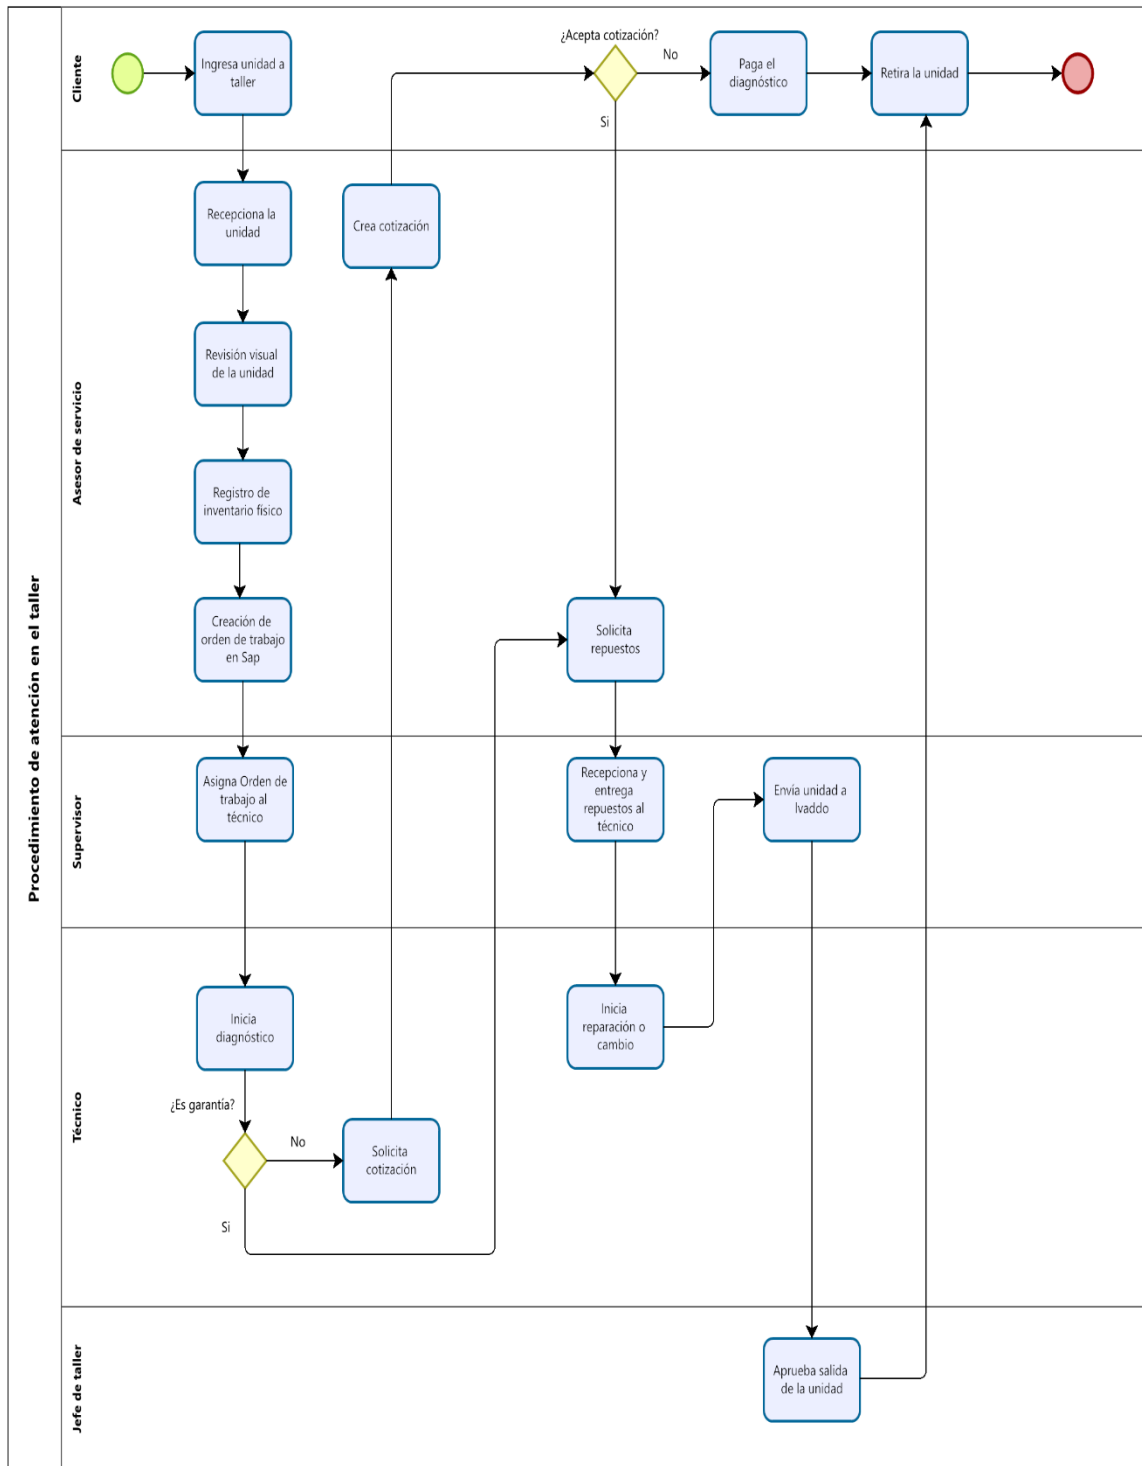 Procedimiento de atención en el taller
Cliente
Ingresa unidad a
taller
¿Acepta cotización?
No
Si
Paga el
diagnóstico
Retira la unidad
Asesor de servicio
Recepciona la
unidad
Crea cotización
Revisión visual
de la unidad
Registro de
inventario físico
Creación de
orden de trabajo
en Sap
Solicita
repuestos
Supervisor
Asigna Orden de
trabajo al
técnico
Recepciona y
entrega
repuestos al
técnico
Envía unidad a
lvaddo
Técnico
Inicia
diagnóstico
Inicia
reparación o
cambio
¿Es garantía?
No
Si
Solicita
cotización
Jefe de taller
Aprueba salida
de la unidad